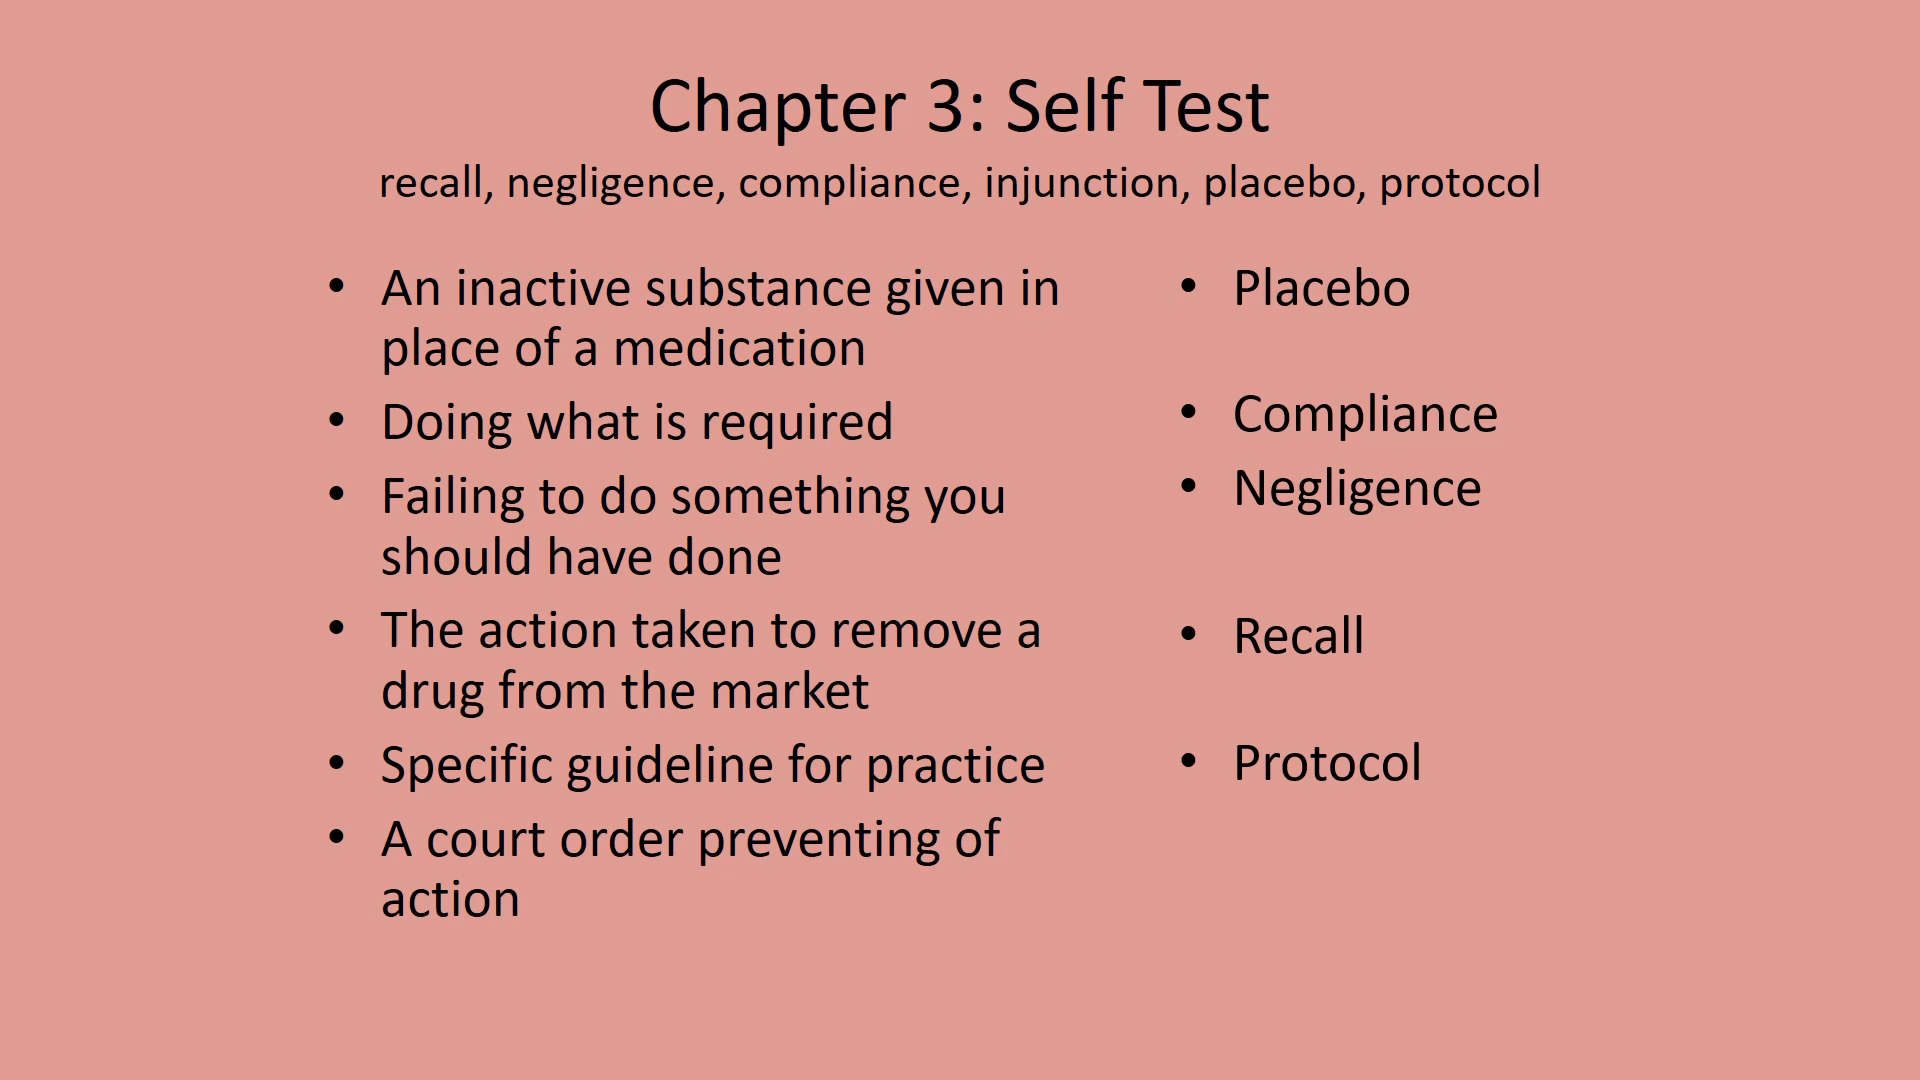 Chapter 3: Self Test
recall, negligence, compliance, injunction, placebo, protocol
• An inactive substance given in
place of a medication
• Doing what is required
• Failing to do something you
should have done
• The action taken to remove a
drug from the market
• Specific guideline for practice
• A court order preventing of
action
• Placebo
• Compliance
• Negligence
• Recall
• Protocol